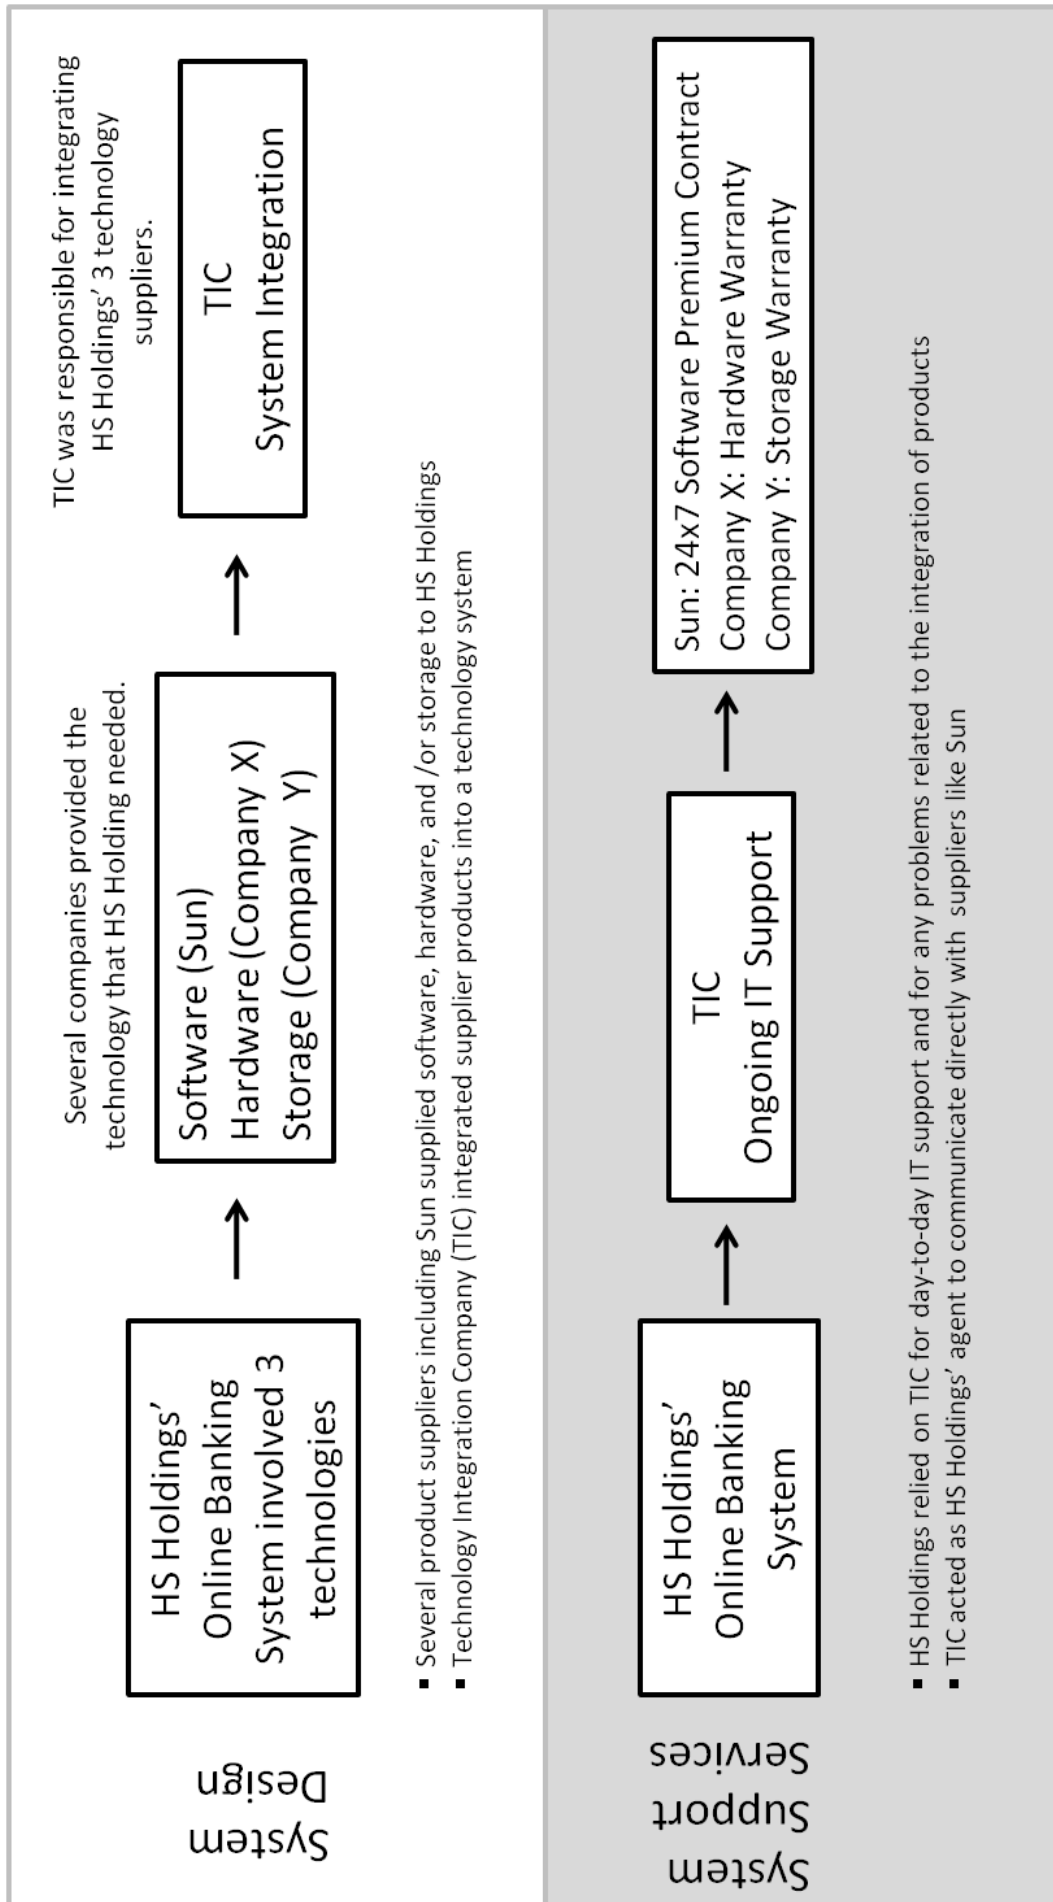 System
Design
HS Holdings’
Online Banking
System involved 3
technologies
Several companies provided the
technology that HS Holding needed.
Software (Sun)
Hardware (Company X)
Storage (Company Y)
TIC was responsible for integrating
HS Holdings’ 3 technology
suppliers.
TIC
System Integration
▪ Several product suppliers including Sun supplied software, hardware, and /or storage to HS Holdings
▪ Technology Integration Company (TIC) integrated supplier products into a technology system
System
Support
Services
HS Holdings’
Online Banking
System
TIC
Ongoing IT Support
Sun: 24x7 Software Premium Contract
Company X: Hardware Warranty
Company Y: Storage Warranty
▪ HS Holdings relied on TIC for day-to-day IT support and for any problems related to the integration of products
▪ TIC acted as HS Holdings’ agent to communicate directly with suppliers like Sun